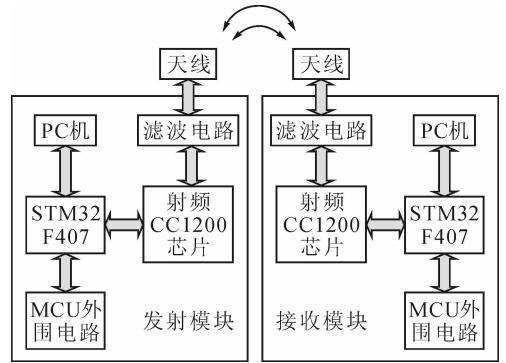 天线
天线
PC机
滤波电路
滤波电路
PC机
STM32
F407
射频
CC1200
芯片
射频
CC1200
芯片
STM32
F407
MCU外
围电路
发射模块
接收模块
MCU外
围电路